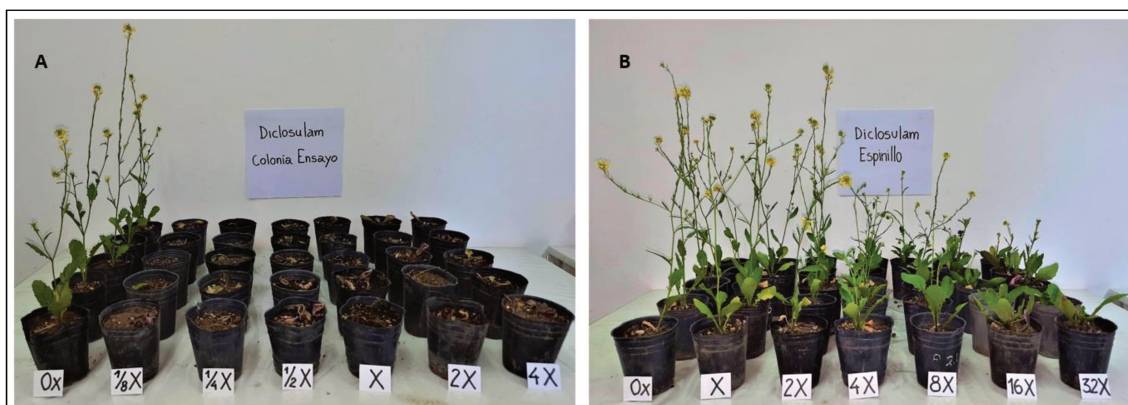 A
Diclosulam
Colonia Ensayo
0x
1/8X
1/4X
1/2X
X
2X
4X
B
Diclosulam
Espinillo
0x
X
2X
4X
8X
16X
32X